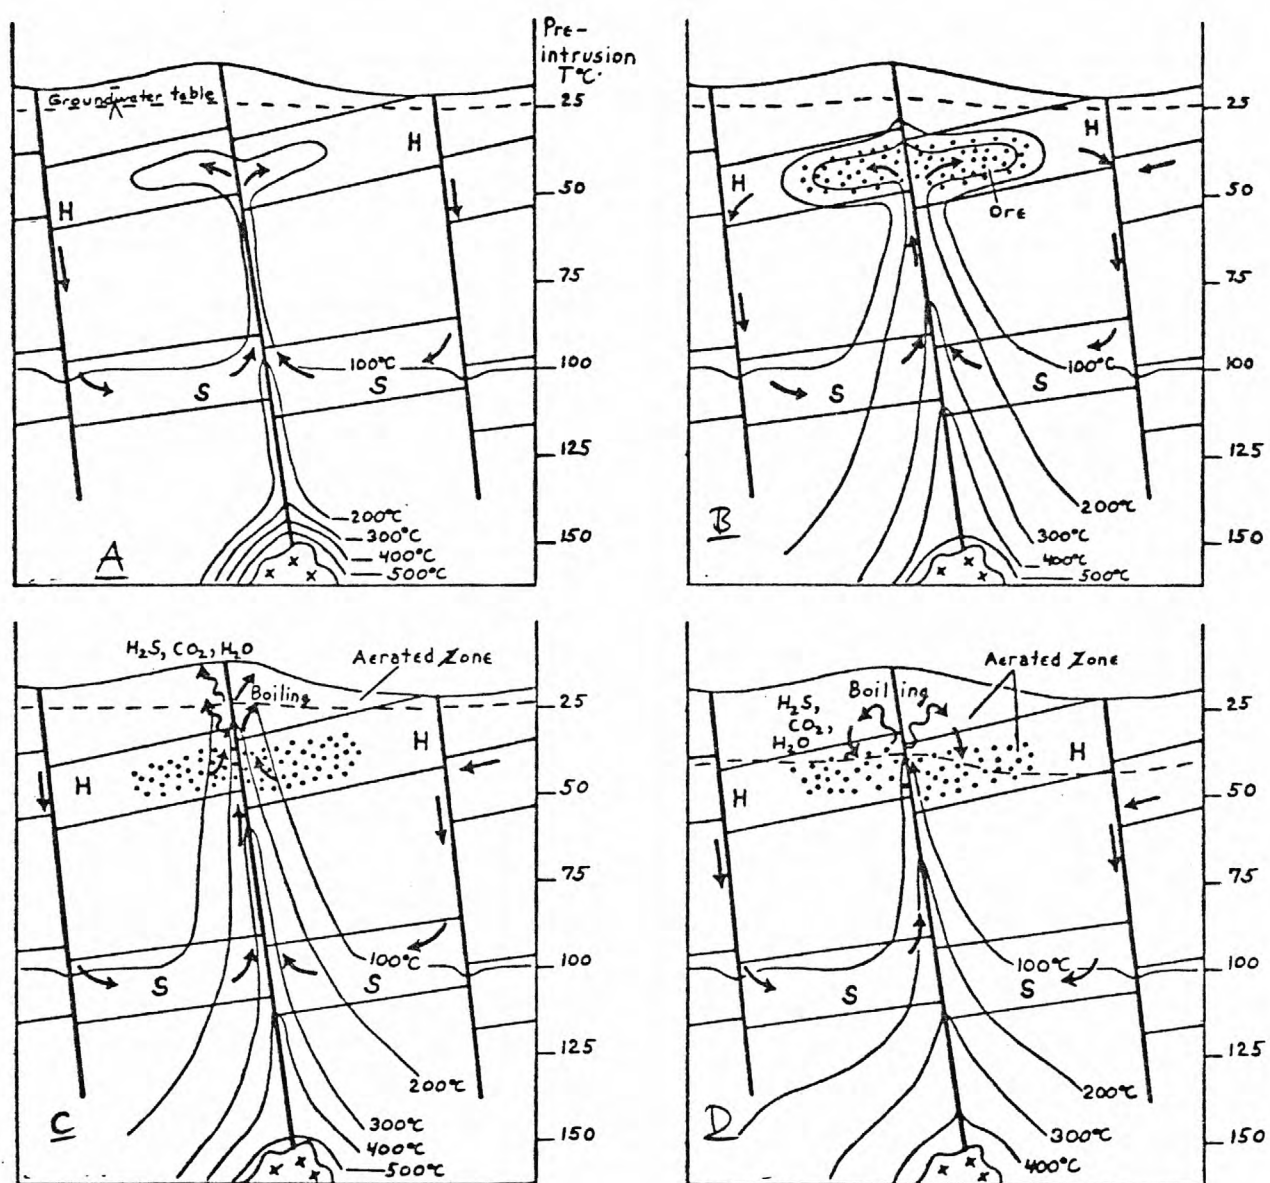 Pre-
intrusion
T°C
Groundwater table
25
H
50
H
75
100°C
100
S
S
125
200°C
300°C
150
400°C
500°C
A
x x x
25
H
H
50
Ore
75
100°C
100
S
S
125
200°C
300°C
150
400°C
500°C
B
x x x
H₂S, CO₂, H₂O
Aerated Zone
Boiling
25
H
H
50
75
100°C
100
S
S
125
200°C
300°C
400°C
150
500°C
C
x x x
Aerated Zone
Boiling
H₂S,
CO₂,
H₂O
25
H
H
50
75
100°C
100
S
S
125
200°C
300°C
150
400°C
D
x x x